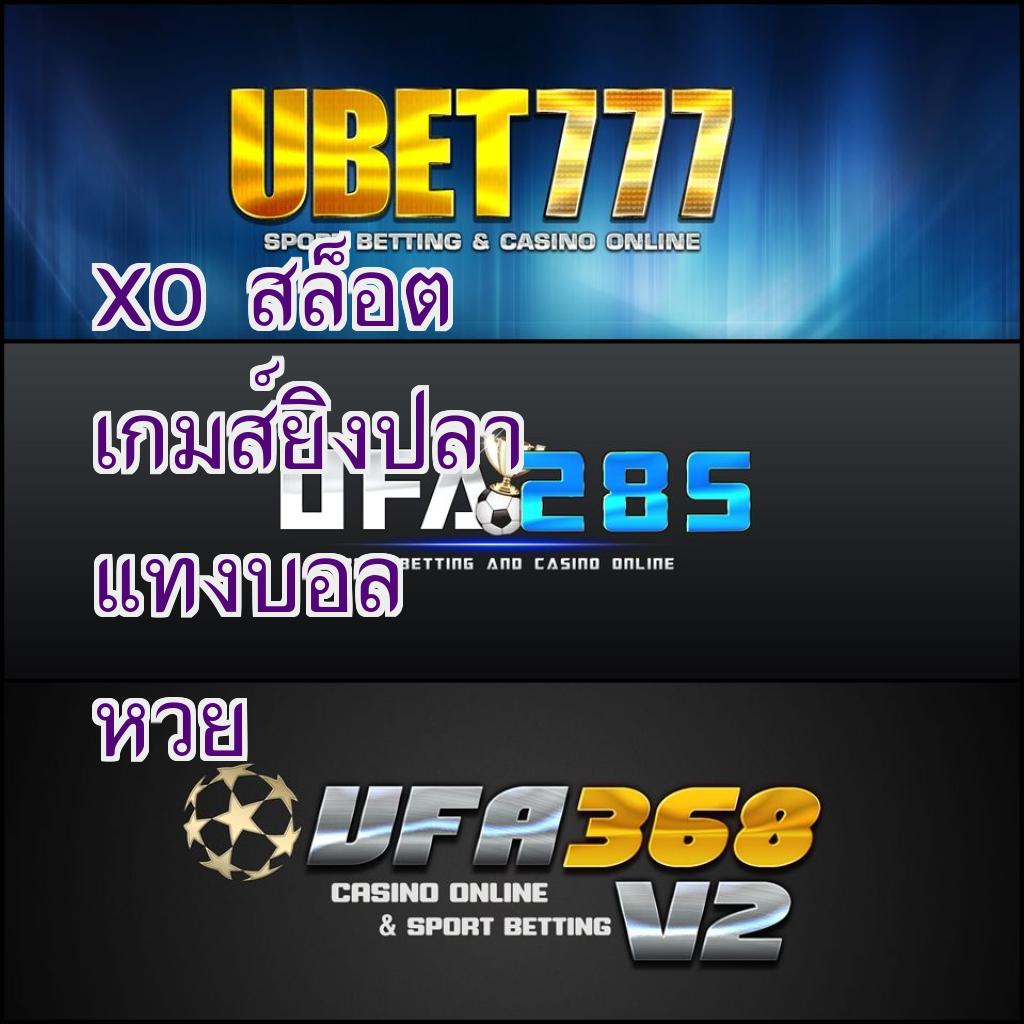 UBET777
SPORT BETTING & CASINO ONLINE
XO สล็อต
เกมส์ยิงปลา
UFA285
แทงบอล
BETTING AND CASINO ONLINE
หวย
UFA368
CASINO ONLINE
& SPORT BETTING
V2